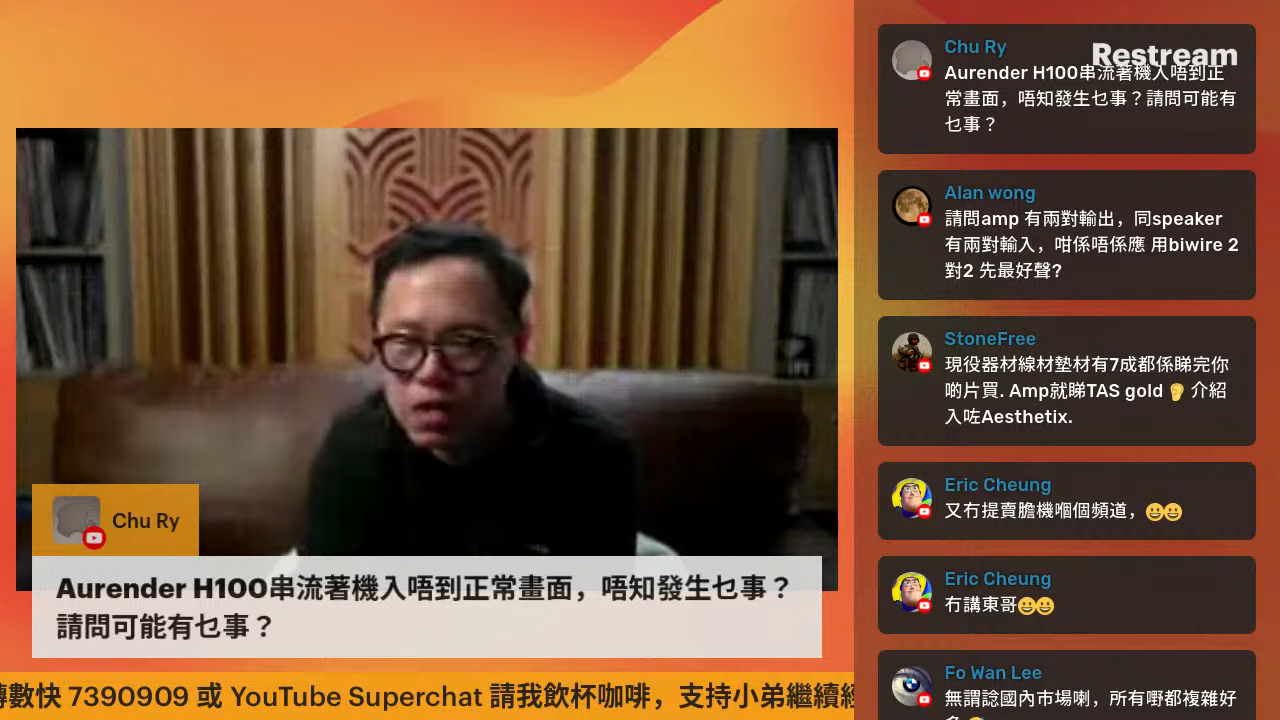 Chu Ry
Aurender H100串流著機入唔到正常畫面，唔知發生乜事？
請問可能有乜事？
數快 7390909 或 YouTube Superchat 請我飲杯咖啡，支持小弟繼續
Restream
Chu Ry
Aurender H100串流著機入唔到正
常畫面，唔知發生乜事？請問可能有
乜事？
Alan wong
請問amp 有兩對輸出，同speaker
有兩對輸入，咁係唔係應 用biwire 2
對2 先最好聲?
StoneFree
現役器材線材墊材有7成都係睇完你
啲片買. Amp就睇TAS gold 👂 介紹
入咗Aesthetix.
Eric Cheung
又冇提賣膽機嗰個頻道，😀😀
Eric Cheung
冇講東哥😀😀
Fo Wan Lee
無謂諗國內市場喇，所有嘢都複雜好